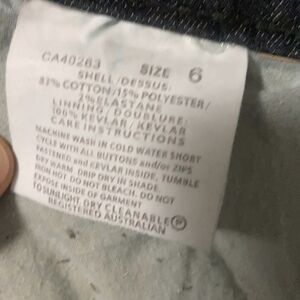 CA40263 SIZE 6
SHELL/DESSUS:
83% COTTON/15% POLYESTER/
2% ELASTANE
LINNING/DOUBLURE:
100% KEVLAR/KEVLAR
CARE INSTRUCTIONS
MACHINE WASH IN COLD WATER SHORT
CYCLE WITH ALL BUTTONS and/or ZIPS
FASTENED and KEVLAR INSIDE, TUMBLE
DRY WARM. DRIP DRY IN SHADE
IRON HOT. DO NOT BLEACH. DO NOT
EXPOSE INSIDE OF GARMENT
TO SUNLIGHT. DRY CLEANABLE P
REGISTERED AUSTRALIAN